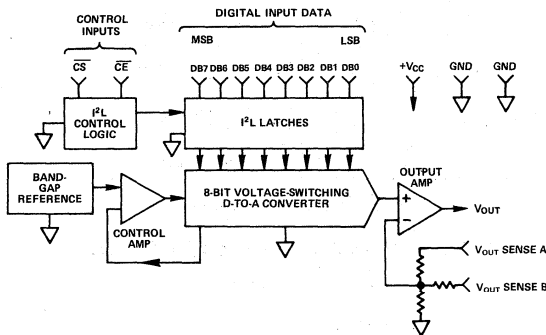 CONTROL INPUTS
DIGITAL INPUT DATA
MSB LSB
CS CE
DB7 DB6 DB5 DB4 DB3 DB2 DB1 DB0
+VCC GND GND
I²L CONTROL LOGIC
I²L LATCHES
BAND-GAP REFERENCE
CONTROL AMP
8-BIT VOLTAGE-SWITCHING D-TO-A CONVERTER
OUTPUT AMP
+
−
VOUT
VOUT SENSE A
VOUT SENSE B